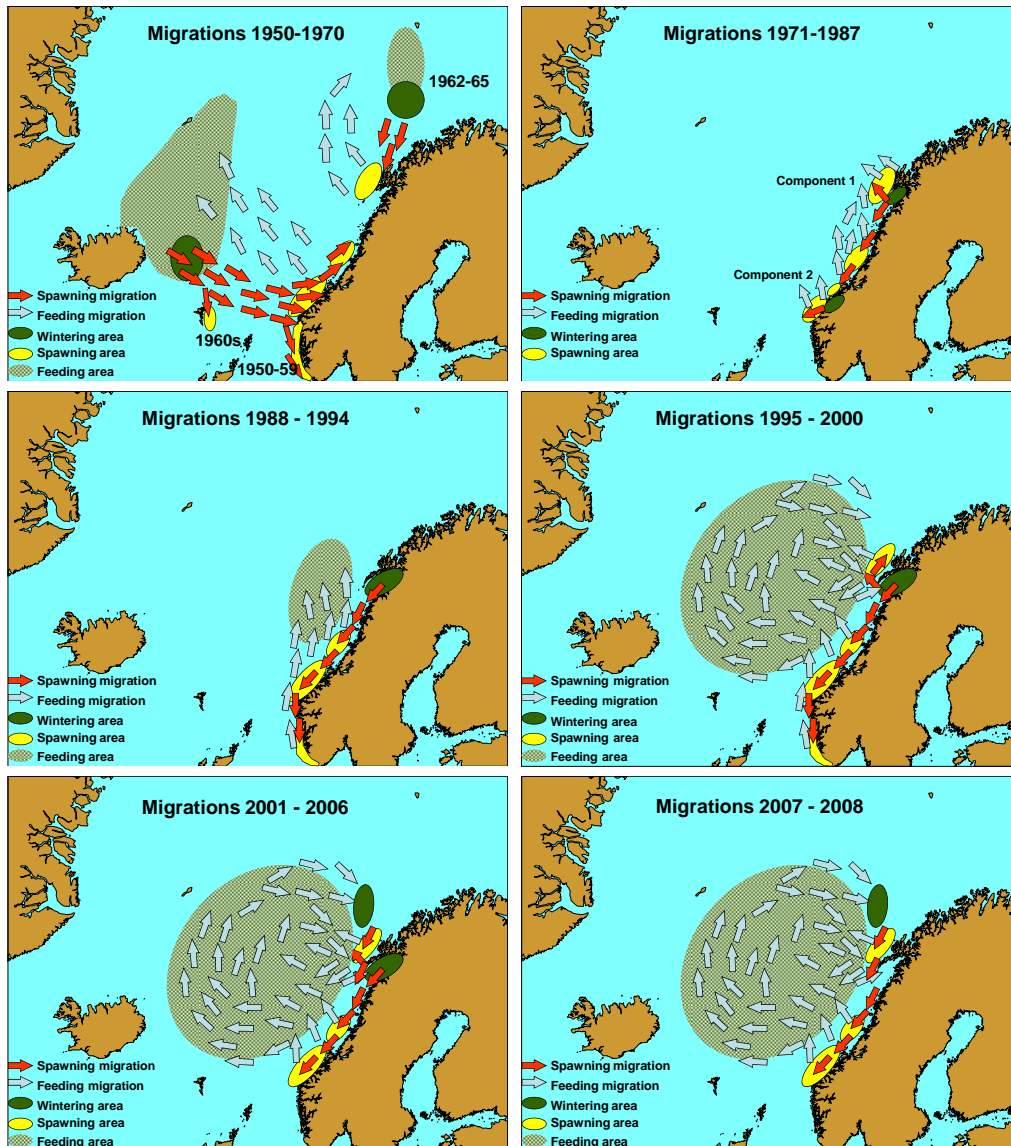 Migrations 1950-1970
1962-65
1960s
1950-59
Spawning migration
Feeding migration
Wintering area
Spawning area
Feeding area
Migrations 1971-1987
Component 1
Component 2
Spawning migration
Feeding migration
Wintering area
Spawning area
Migrations 1988 - 1994
Spawning migration
Feeding migration
Wintering area
Spawning area
Feeding area
Migrations 1995 - 2000
Spawning migration
Feeding migration
Wintering area
Spawning area
Feeding area
Migrations 2001 - 2006
Spawning migration
Feeding migration
Wintering area
Spawning area
Feeding area
Migrations 2007 - 2008
Spawning migration
Feeding migration
Wintering area
Spawning area
Feeding area